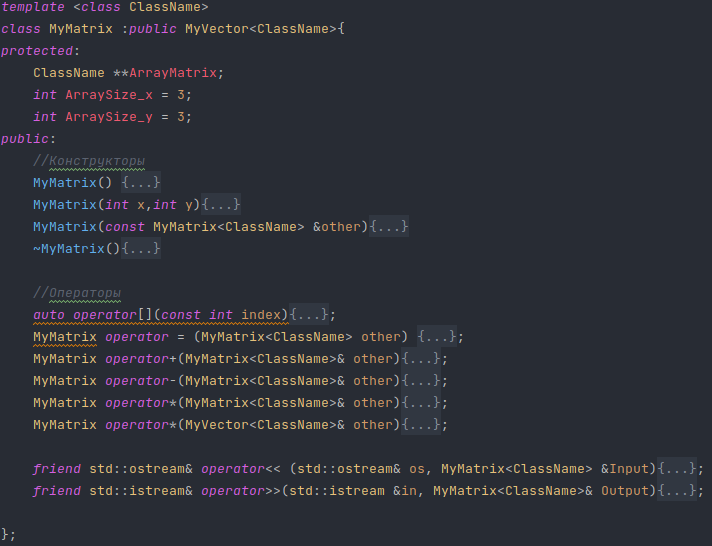 template <class ClassName>
class MyMatrix :public MyVector<ClassName>{
protected:
    ClassName **ArrayMatrix;
    int ArraySize_x = 3;
    int ArraySize_y = 3;
public:
    //Конструкторы
    MyMatrix() {...}
    MyMatrix(int x,int y){...}
    MyMatrix(const MyMatrix<ClassName> &other){...}
    ~MyMatrix(){...}

    //Операторы
    auto operator[](const int index){...};
    MyMatrix operator = (MyMatrix<ClassName> other) {...};
    MyMatrix operator+(MyMatrix<ClassName>& other){...};
    MyMatrix operator-(MyMatrix<ClassName>& other){...};
    MyMatrix operator*(MyMatrix<ClassName>& other){...};
    MyMatrix operator*(MyVector<ClassName>& other){...};

    friend std::ostream& operator<< (std::ostream& os, MyMatrix<ClassName> &Input){...};
    friend std::istream& operator>>(std::istream &in, MyMatrix<ClassName>& Output){...};

};